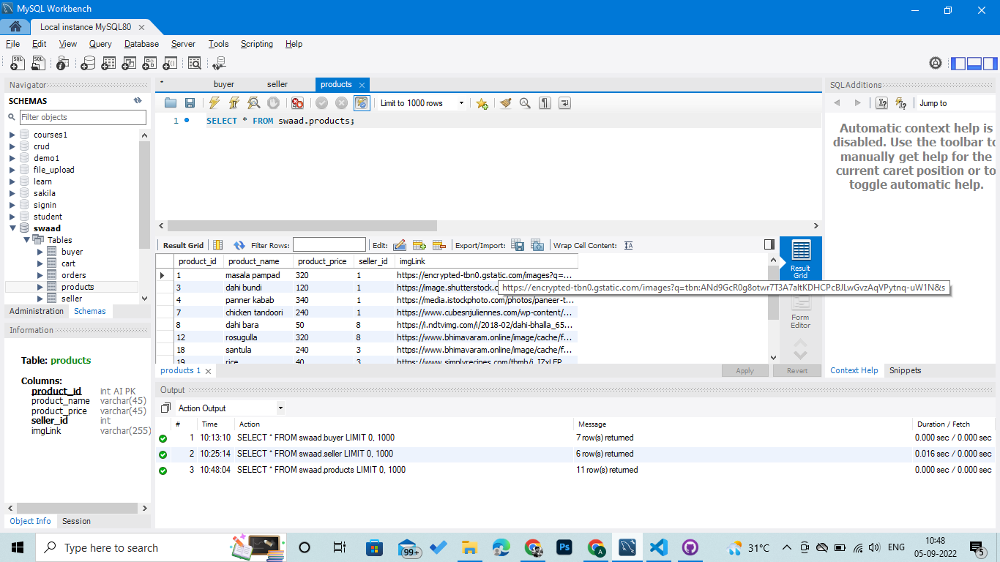 MySQL Workbench
Local instance MySQL80
File Edit View Query Database Server Tools Scripting Help
Navigator
SCHEMAS
Filter objects
courses1
crud
demo1
file_upload
learn
sakila
signin
student
swaad
Tables
buyer
cart
orders
products
seller
Administration Schemas
Information
Table: products
Columns:
product_id int AI PK
product_name varchar(45)
product_price varchar(45)
seller_id int
imgLink varchar(255)
Object Info Session
buyer seller products
Limit to 1000 rows
1 SELECT * FROM swaad.products;
Result Grid Filter Rows: Edit: Export/Import: Wrap Cell Content:
product_id product_name product_price seller_id imgLink
1 masala pampad 320 1 https://encrypted-tbn0.gstatic.com/images?q=...
3 dahi bundi 120 1 https://image.shutterstock.c
https://encrypted-tbn0.gstatic.com/images?q=tbn:ANd9GcR0g8otwr7T3A7altKDHCPcBJLwGvzAqVPytnq-uW1N&s
4 panner kabab 340 1 https://media.istockphoto.com/photos/paneer-t...
7 chicken tandoori 240 1 https://www.cubesnjuliennes.com/wp-content/...
8 dahi bara 50 8 https://i.ndtvimg.com/i/2018-02/dahi-bhalla_65...
12 rosugulla 320 8 https://www.bhimavaram.online/image/cache/f...
18 santula 240 3 https://www.bhimavaram.online/image/cache/f...
19 rice 40 3
Result
Grid
Form
Editor
products 1
Apply Revert
SQLAdditions
Jump to
Automatic context help is
disabled. Use the toolbar to
manually get help for the
current caret position or to
toggle automatic help.
Context Help Snippets
Output
Action Output
# Time Action Message Duration / Fetch
1 10:13:10 SELECT * FROM swaad.buyer LIMIT 0, 1000 7 row(s) returned 0.000 sec / 0.000 sec
2 10:25:14 SELECT * FROM swaad.seller LIMIT 0, 1000 6 row(s) returned 0.016 sec / 0.000 sec
3 10:48:04 SELECT * FROM swaad.products LIMIT 0, 1000 11 row(s) returned 0.000 sec / 0.000 sec
Type here to search
99+
31°C
ENG
10:48
05-09-2022
5